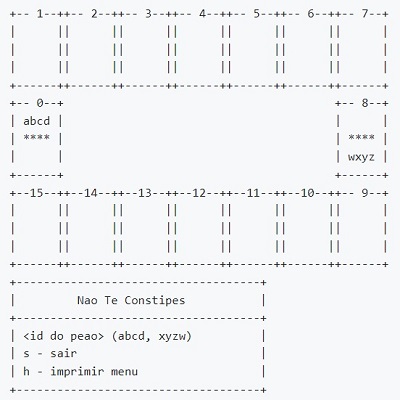 +-- 1--++-- 2--++-- 3--++-- 4--++-- 5--++-- 6--++-- 7--+
|      ||      ||      ||      ||      ||      ||      |
|      ||      ||      ||      ||      ||      ||      |
|      ||      ||      ||      ||      ||      ||      |
+------++------++------++------++------++------++------+
+-- 0--+                                        +-- 8--+
| abcd |                                        |      |
| **** |                                        | **** |
|      |                                        | wxyz |
+------+                                        +------+
+--15--++--14--++--13--++--12--++--11--++--10--++-- 9--+
|      ||      ||      ||      ||      ||      ||      |
|      ||      ||      ||      ||      ||      ||      |
|      ||      ||      ||      ||      ||      ||      |
+------++------++------++------++------++------++------+
+------------------------------------+
|         Nao Te Constipes           |
+------------------------------------+
| <id do peao> (abcd, xyzw)          |
| s - sair                           |
| h - imprimir menu                  |
+------------------------------------+